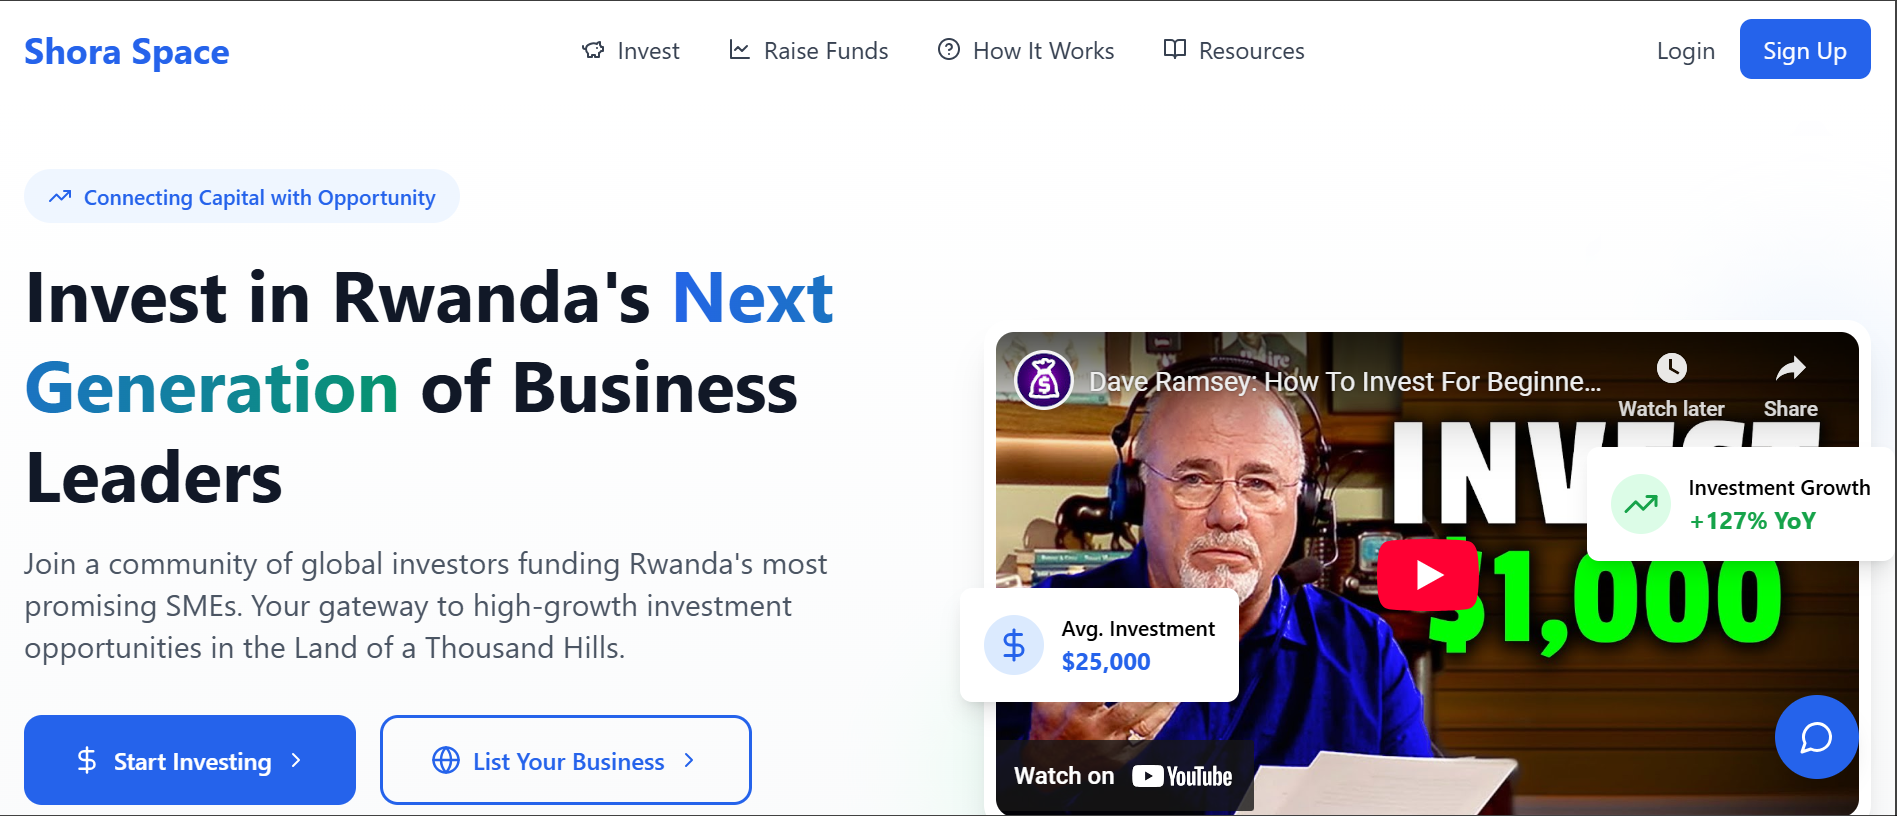 Shora Space
Invest
Raise Funds
How It Works
Resources
Login
Sign Up
Connecting Capital with Opportunity
Invest in Rwanda's Next
Generation of Business
Leaders
Join a community of global investors funding Rwanda's most
promising SMEs. Your gateway to high-growth investment
opportunities in the Land of a Thousand Hills.
$ Start Investing
List Your Business
Dave Ramsey: How To Invest For Beginne...
Watch later
Share
INVEST
$1,000
Investment Growth
+127% YoY
$
Avg. Investment
$25,000
Watch on YouTube